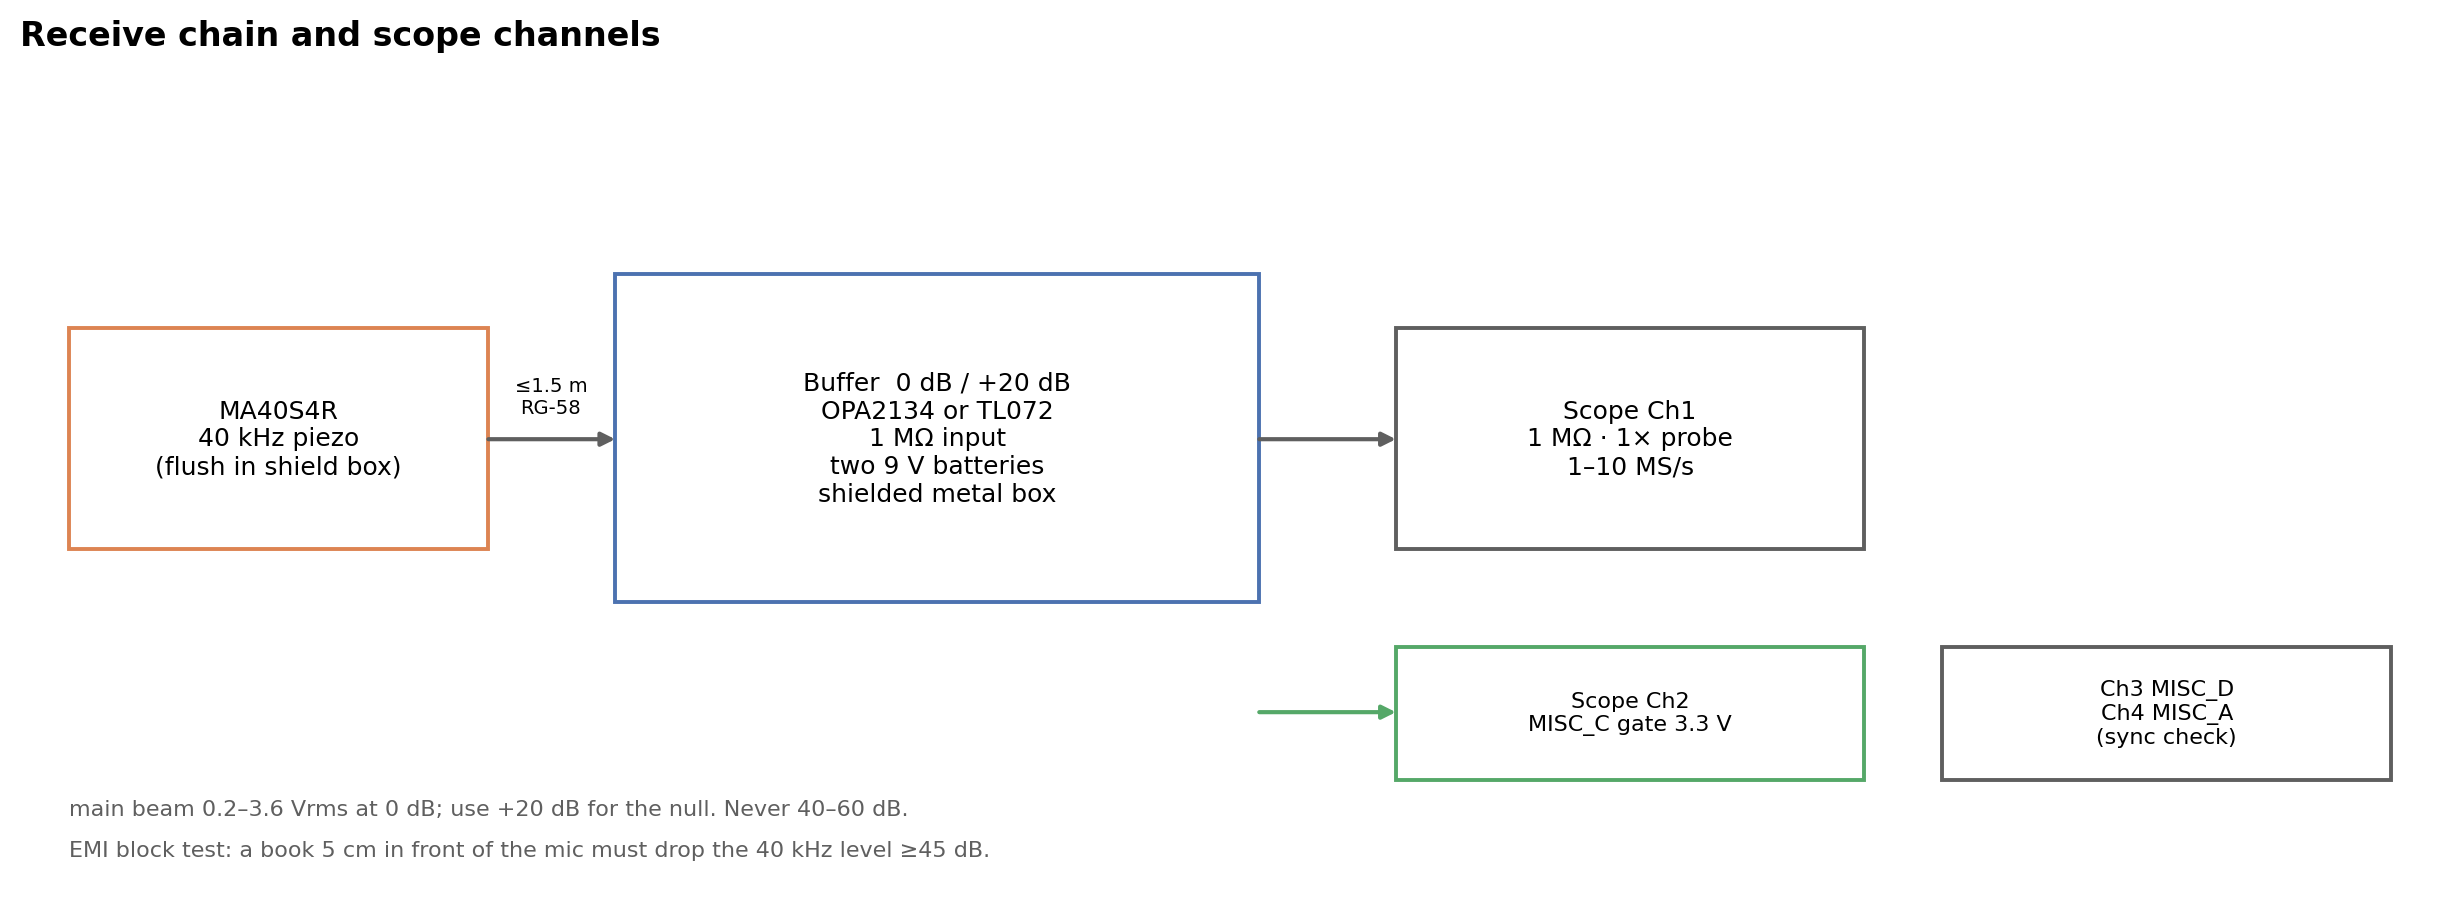 Receive chain and scope channels
MA40S4R
40 kHz piezo
(flush in shield box)
≤1.5 m
RG-58
Buffer  0 dB / +20 dB
OPA2134 or TL072
1 MΩ input
two 9 V batteries
shielded metal box
Scope Ch1
1 MΩ · 1× probe
1–10 MS/s
Scope Ch2
MISC_C gate 3.3 V
Ch3 MISC_D
Ch4 MISC_A
(sync check)
main beam 0.2–3.6 Vrms at 0 dB; use +20 dB for the null. Never 40–60 dB.
EMI block test: a book 5 cm in front of the mic must drop the 40 kHz level ≥45 dB.